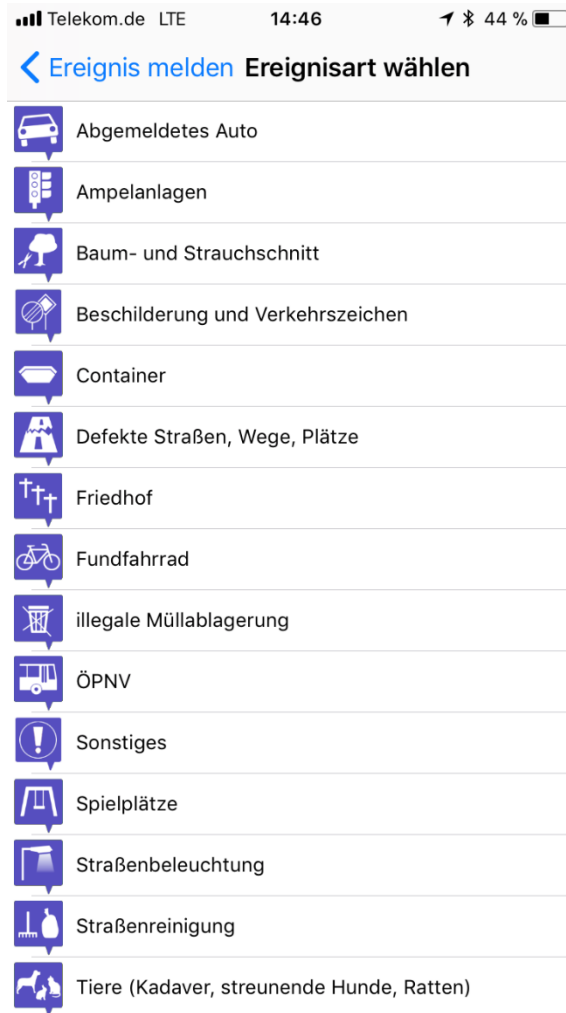 Telekom.de LTE 14:46 44 %
Ereignis melden Ereignisart wählen
Abgemeldetes Auto
Ampelanlagen
Baum- und Strauchschnitt
Beschilderung und Verkehrszeichen
Container
Defekte Straßen, Wege, Plätze
Friedhof
Fundfahrrad
illegale Müllablagerung
ÖPNV
Sonstiges
Spielplätze
Straßenbeleuchtung
Straßenreinigung
Tiere (Kadaver, streunende Hunde, Ratten)